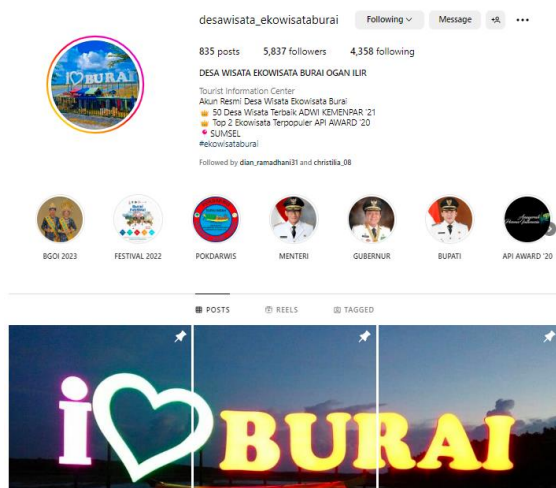 desawisata_ekowisataburai Following Message
835 posts 5,837 followers 4,358 following
DESA WISATA EKOWISATA BURAI OGAN ILIR
Tourist Information Center
Akun Resmi Desa Wisata Ekowisata Burai
50 Desa Wisata Terbaik ADWI KEMENPAR '21
Top 2 Ekowisata Terpopuler API AWARD '20
SUMSEL
#ekowisataburai
Followed by dian_ramadhani31 and christilia_08
I BURAI
BGOI 2023 FESTIVAL 2022 POKDARWIS MENTERI GUBERNUR BUPATI API AWARD '20
POSTS REELS TAGGED
i BURAI